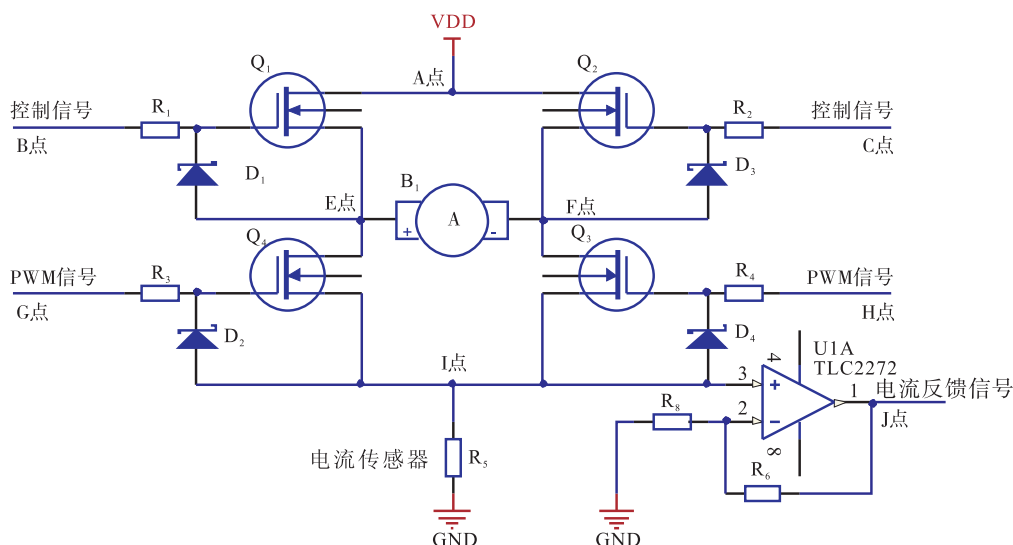 VDD
Q1
A点
Q2
控制信号
R1
R2
控制信号
B点
C点
D1
D3
B1
E点
F点
A
+
-
Q4
Q3
PWM信号
R3
R4
PWM信号
G点
H点
D2
D4
I点
U1A
TLC2272
4
3
+
1
电流反馈信号
R8
2
-
J点
8
电流传感器
R5
R6
GND
GND